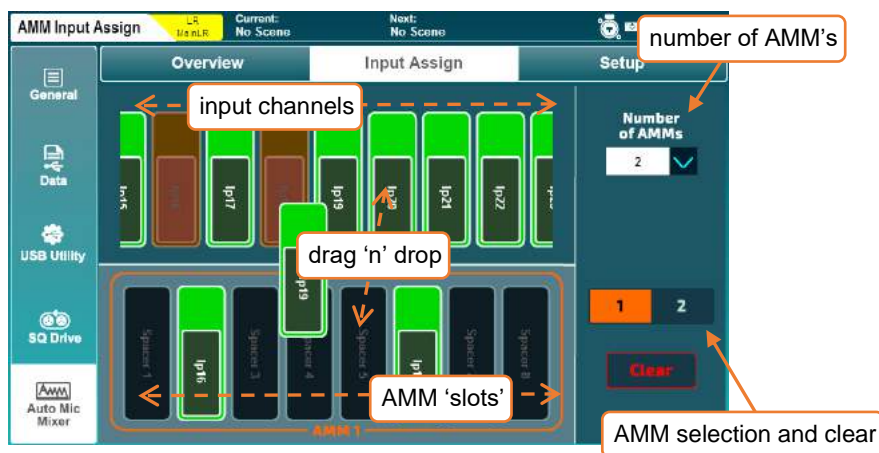 AMM Input Assign
LR
MainLR
Current:
No Scene
Next:
No Scene
number of AMM's
Overview
Input Assign
Setup
General
input channels
Number
of AMMs
2
Ip15
Ip17
Ip19
Ip20
Ip21
Ip22
Data
USB Utility
drag 'n' drop
Ip19
1
2
SQ Drive
Spacer 1
Ip16
Spacer 3
Spacer 5
Spacer 8
Clear
AMM 'slots'
Amm
Auto Mic
Mixer
AMM 1
AMM selection and clear